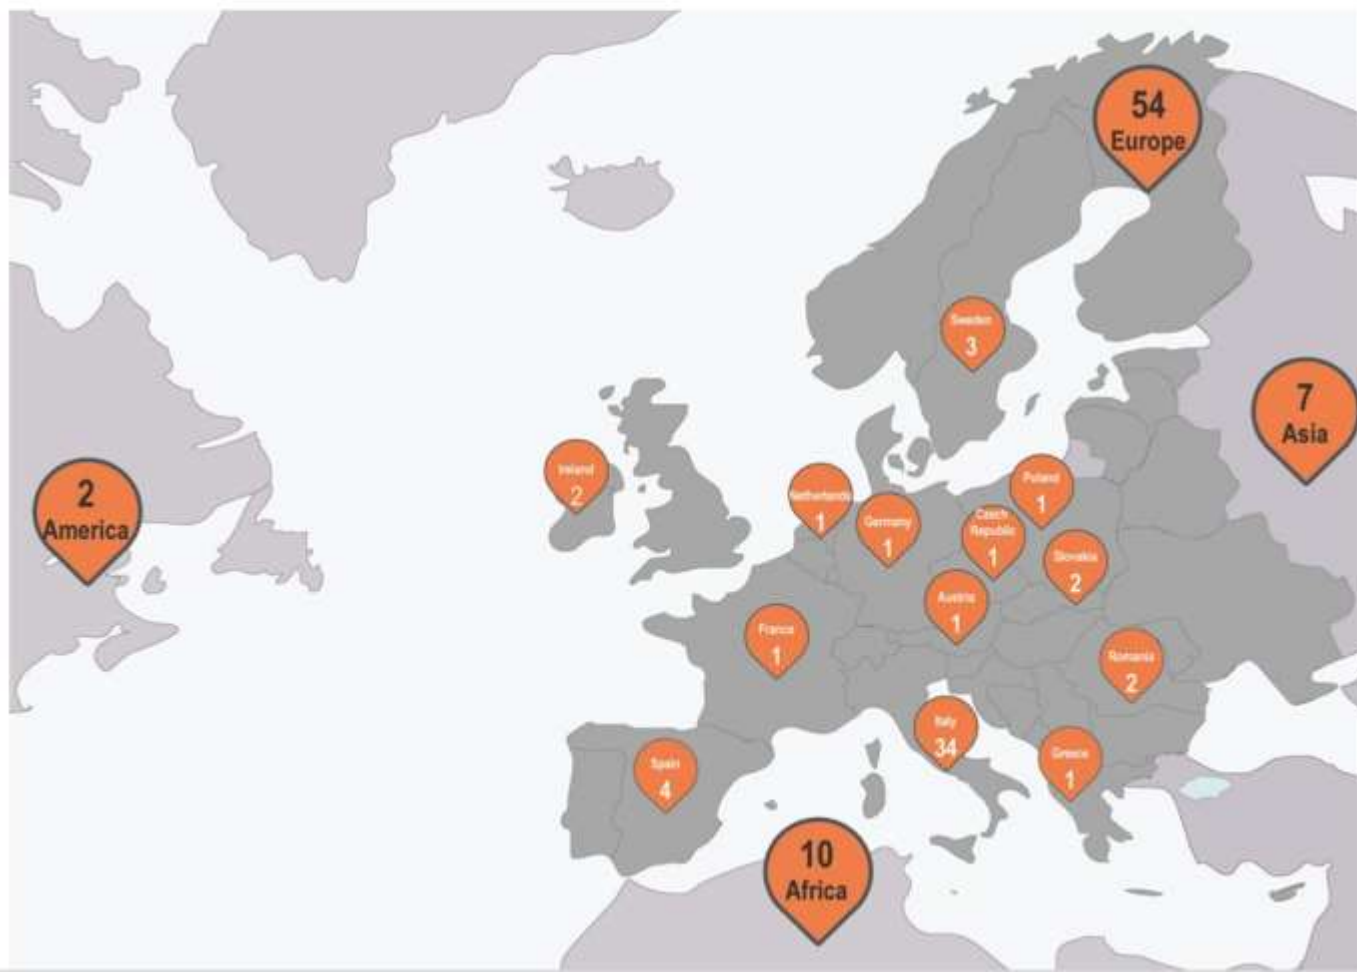 54
Europe
Sweden
3
7
Asia
Ireland
2
2
America
Netherlands
1
Germany
1
Poland
1
Czech
Republic
1
Slovakia
2
Austria
1
France
1
Romania
2
Italy
34
Greece
1
Spain
4
10
Africa